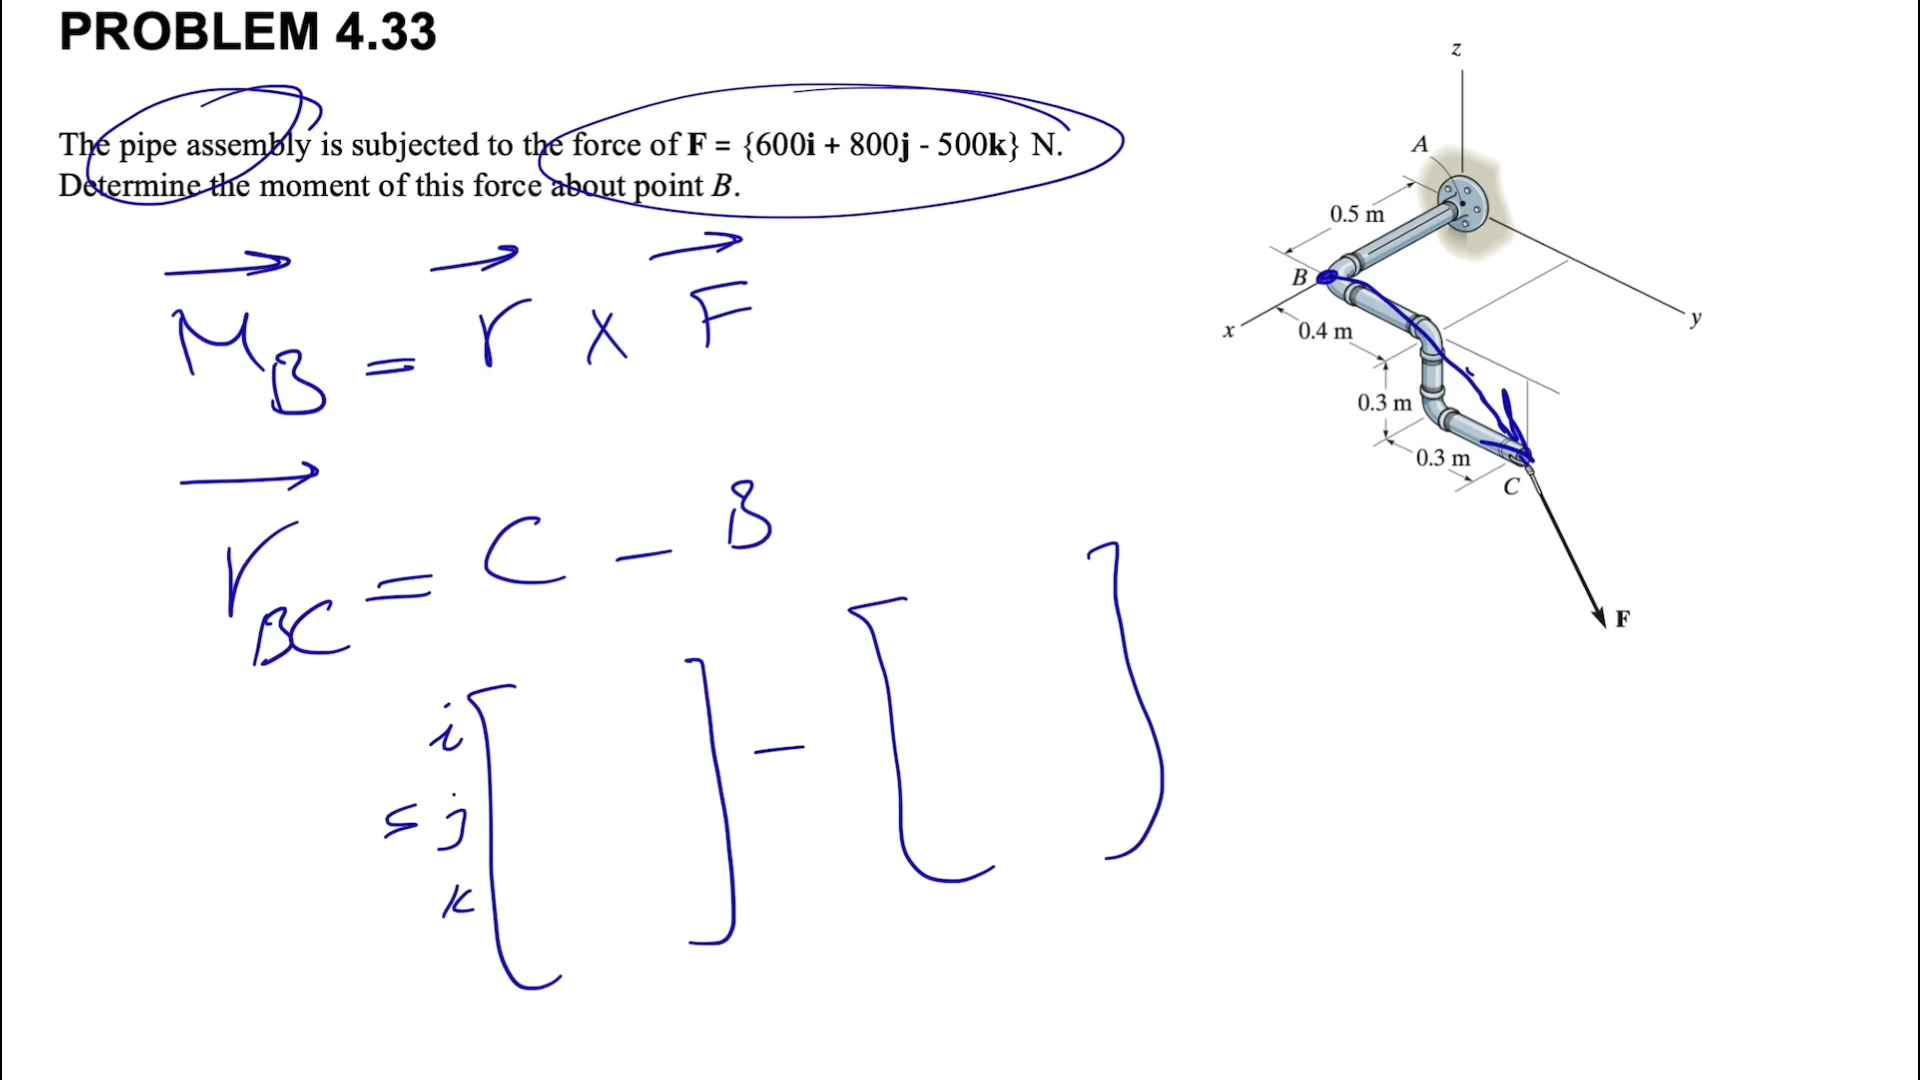 PROBLEM 4.33
The pipe assembly is subjected to the force of F = {600i + 800j - 500k} N.
Determine the moment of this force about point B.
M_B = r x F
r_BC = C - B
= i j k [ ] - [ ]
z
A
0.5 m
B
x
0.4 m
y
0.3 m
0.3 m
C
F